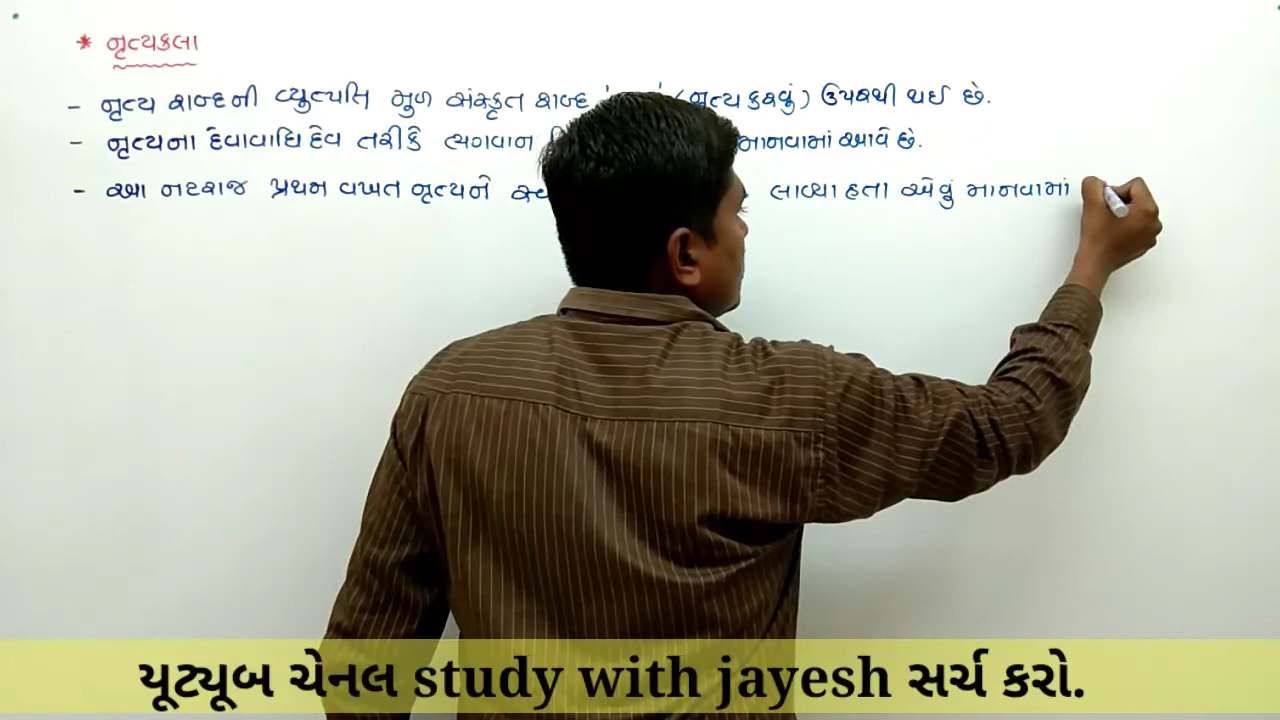 * નૃત્યકલા
- નૃત્ય શબ્દની વ્યુત્પતિ મુળ સંસ્કૃત શબ્દ (નૃત્ય કરવું) ઉપરથી થઈ છે.
- નૃત્યના દેવાધિદેવ તરીકે ભગવાન માનવામાં આવે છે.
- આ નટરાજ પ્રથમ વખત નૃત્યને લાવ્યા હતા એવું માનવામાં
યૂટ્યૂબ ચેનલ study with jayesh સર્ચ કરો.